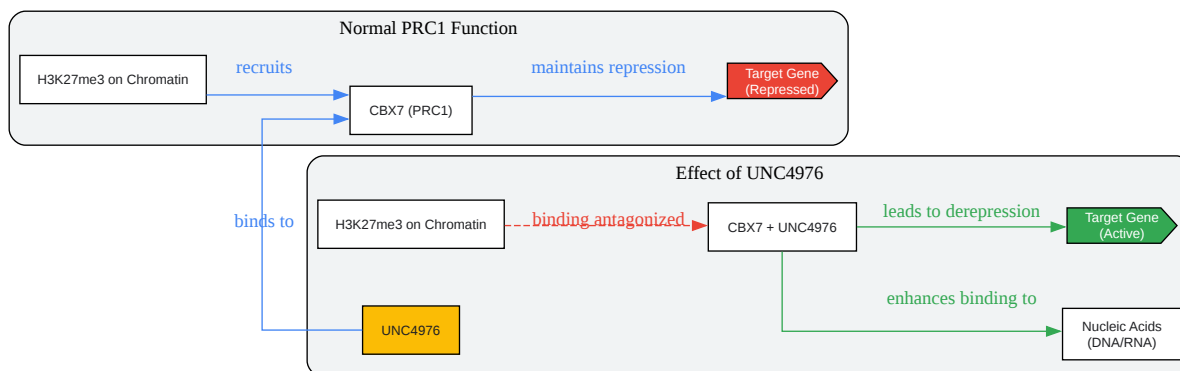 Normal PRC1 Function
H3K27me3 on Chromatin
recruits
CBX7 (PRC1)
maintains repression
Target Gene
(Repressed)
binds to
Effect of UNC4976
H3K27me3 on Chromatin
binding antagonized
CBX7 + UNC4976
leads to derepression
Target Gene
(Active)
enhances binding to
UNC4976
Nucleic Acids
(DNA/RNA)